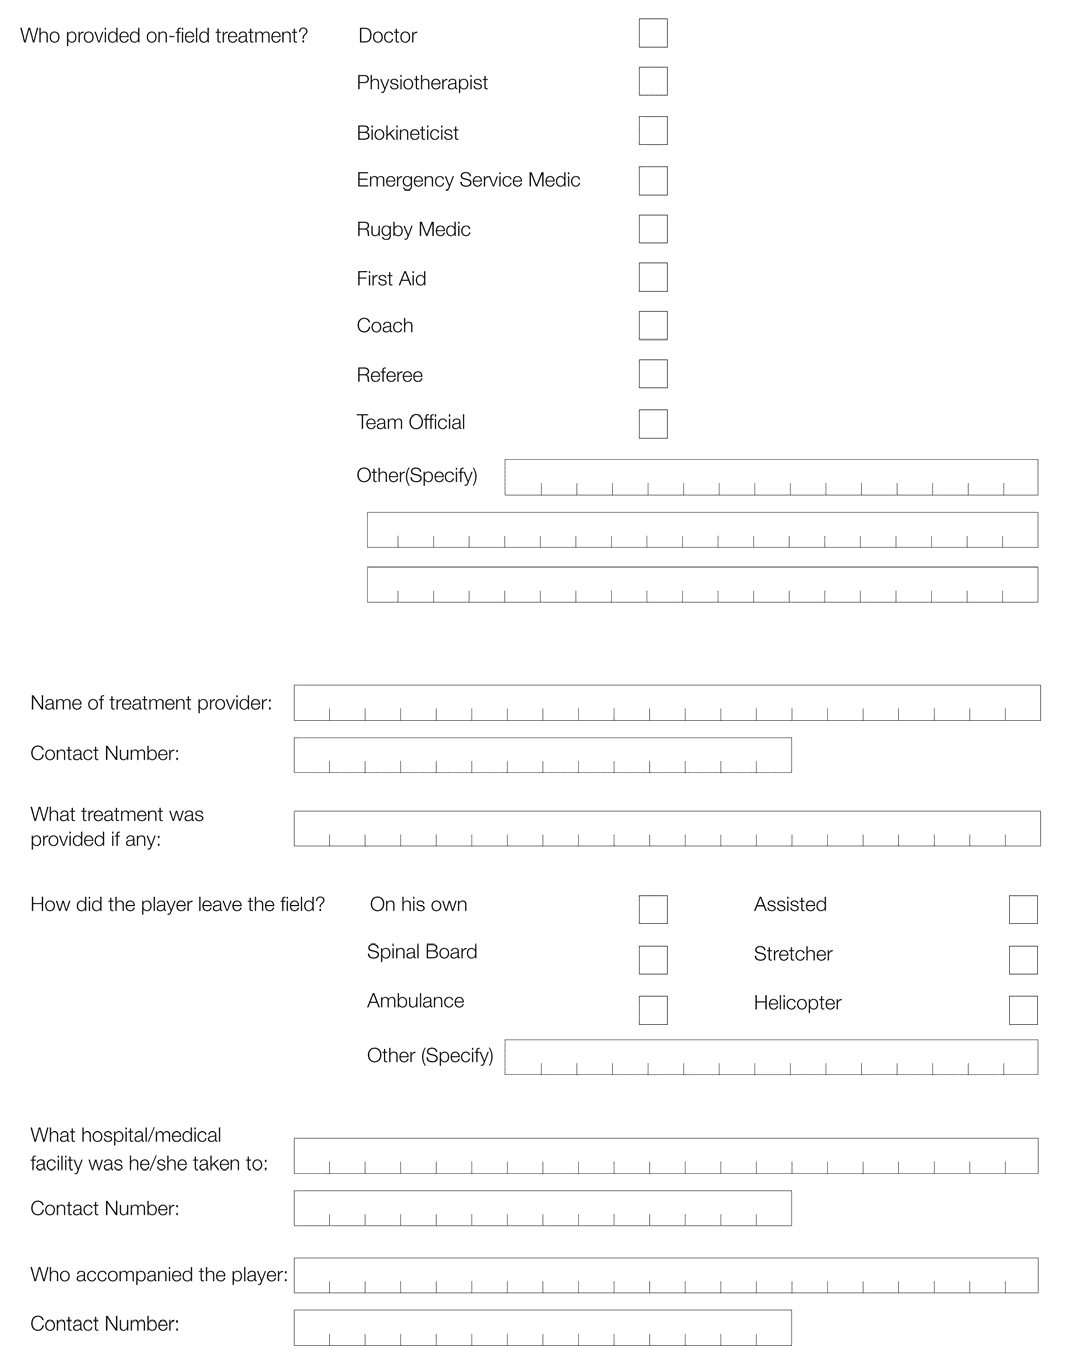 Who provided on-field treatment? Doctor
Physiotherapist
Biokineticist
Emergency Service Medic
Rugby Medic
First Aid
Coach
Referee
Team Official
Other(Specify)
Name of treatment provider:
Contact Number:
What treatment was
provided if any:
How did the player leave the field? On his own Assisted
Spinal Board Stretcher
Ambulance Helicopter
Other (Specify)
What hospital/medical
facility was he/she taken to:
Contact Number:
Who accompanied the player:
Contact Number: